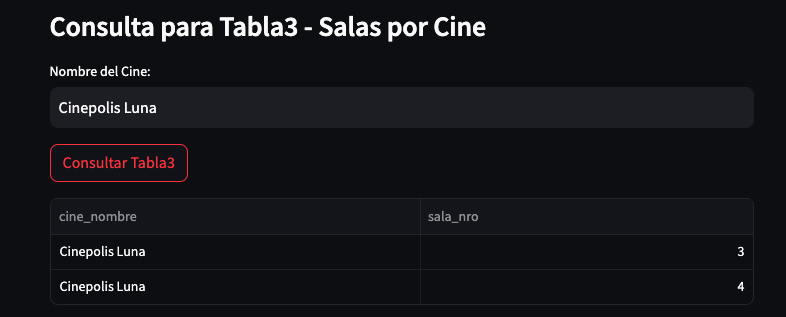 Consulta para Tabla3 - Salas por Cine
Nombre del Cine:
Cinepolis Luna
Consultar Tabla3
cine_nombre sala_nro
Cinepolis Luna 3
Cinepolis Luna 4